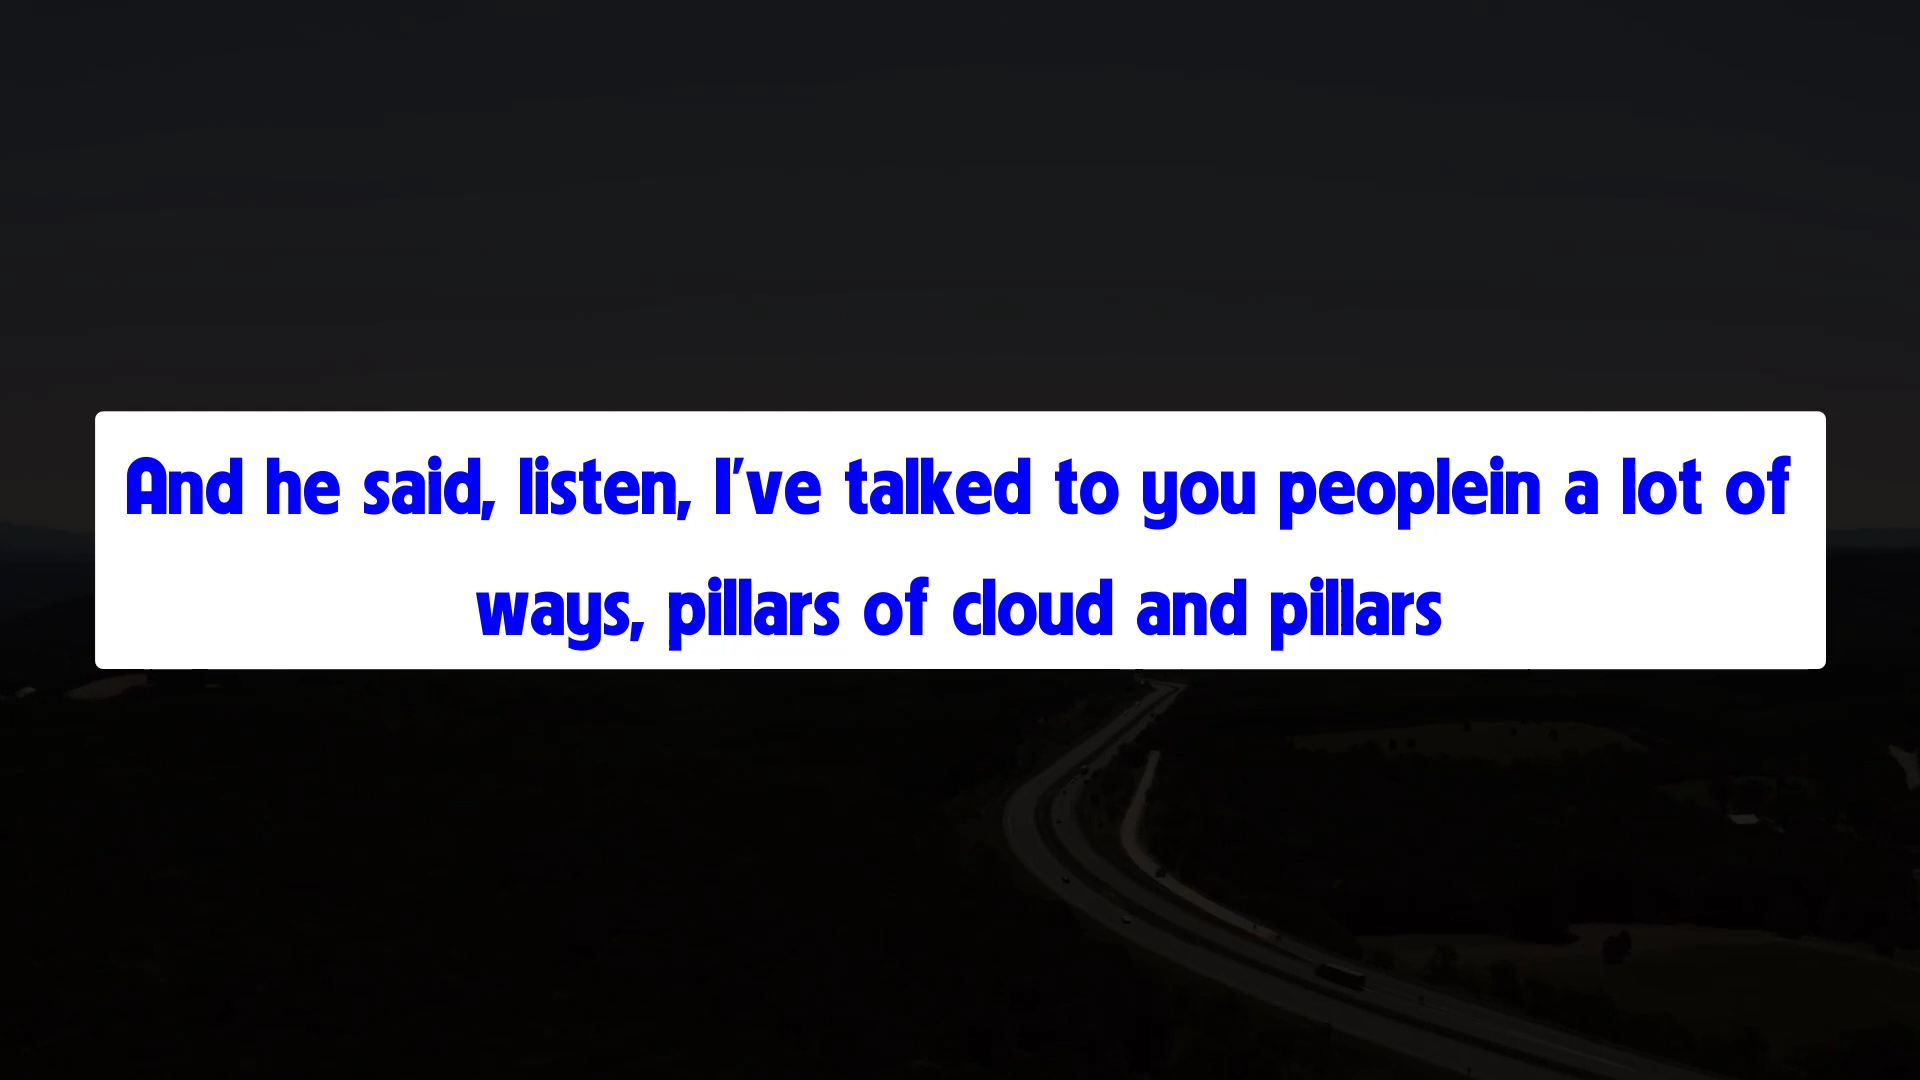 And he said, listen, I've talked to you peoplein a lot of
ways, pillars of cloud and pillars